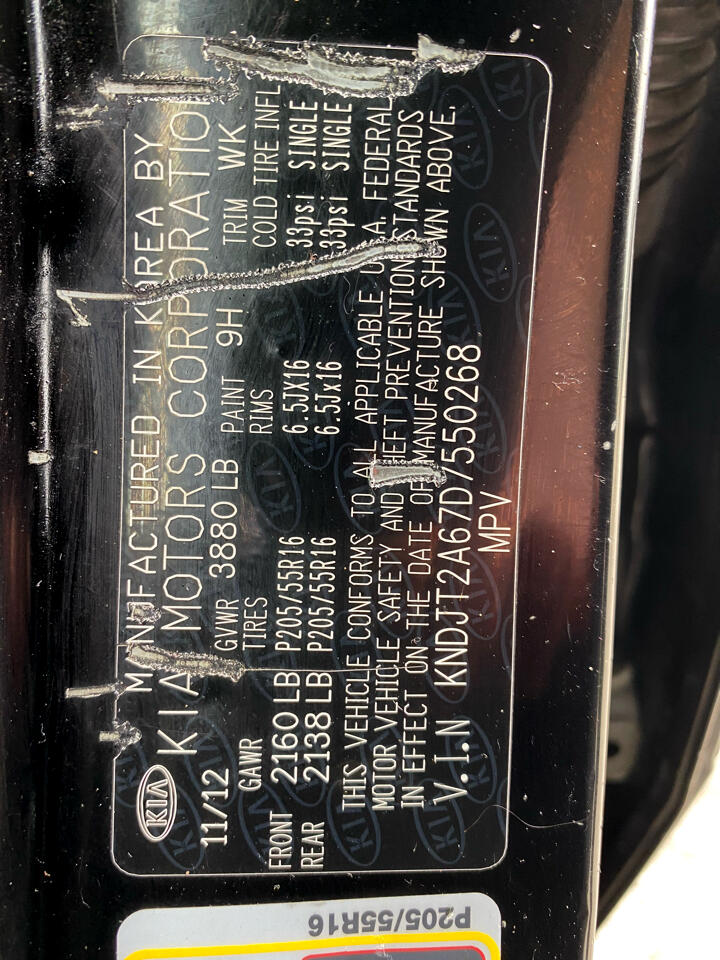 KIA
MANUFACTURED IN KOREA BY
KIA MOTORS CORPORATIO
11/12 GVWR 3880 LB PAINT 9H TRIM WK
GAWR TIRES RIMS COLD TIRE INFL
FRONT 2160 LB P205/55R16 6.5JX16 33psi SINGLE
REAR 2138 LB P205/55R16 6.5Jx16 33psi SINGLE
THIS VEHICLE CONFORMS TO ALL APPLICABLE U.S.A. FEDERAL
MOTOR VEHICLE SAFETY AND THEFT PREVENTION STANDARDS
IN EFFECT ON THE DATE OF MANUFACTURE SHOWN ABOVE.
V.I.N KNDJT2A67D7550268
MPV
P205/55R16